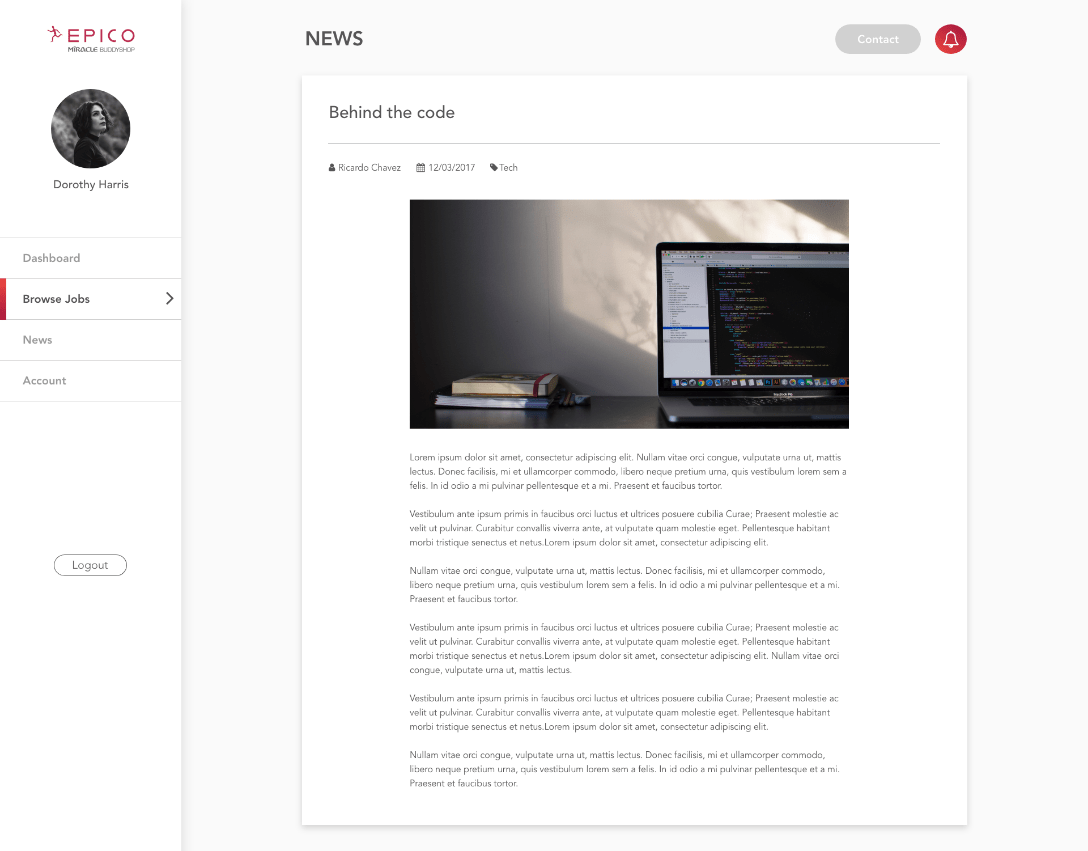 EPICO
MIRACLE BUDDYSHOP
Dorothy Harris
Dashboard
Browse Jobs
News
Account
Logout
NEWS
Contact
Behind the code
Ricardo Chavez 12/03/2017 Tech
Lorem ipsum dolor sit amet, consectetur adipiscing elit. Nullam vitae orci congue, vulputate urna ut, mattis
lectus. Donec facilisis, mi et ullamcorper commodo, libero neque pretium urna, quis vestibulum lorem sem a
felis. In id odio a mi pulvinar pellentesque et a mi. Praesent et faucibus tortor.
Vestibulum ante ipsum primis in faucibus orci luctus et ultrices posuere cubilia Curae; Praesent molestie ac
velit ut pulvinar. Curabitur convallis viverra ante, at vulputate quam molestie eget. Pellentesque habitant
morbi tristique senectus et netus.Lorem ipsum dolor sit amet, consectetur adipiscing elit.
Nullam vitae orci congue, vulputate urna ut, mattis lectus. Donec facilisis, mi et ullamcorper commodo,
libero neque pretium urna, quis vestibulum lorem sem a felis. In id odio a mi pulvinar pellentesque et a mi.
Praesent et faucibus tortor.
Vestibulum ante ipsum primis in faucibus orci luctus et ultrices posuere cubilia Curae; Praesent molestie ac
velit ut pulvinar. Curabitur convallis viverra ante, at vulputate quam molestie eget. Pellentesque habitant
morbi tristique senectus et netus.Lorem ipsum dolor sit amet, consectetur adipiscing elit. Nullam vitae orci
congue, vulputate urna ut, mattis lectus.
Vestibulum ante ipsum primis in faucibus orci luctus et ultrices posuere cubilia Curae; Praesent molestie ac
velit ut pulvinar. Curabitur convallis viverra ante, at vulputate quam molestie eget. Pellentesque habitant
morbi tristique senectus et netus.Lorem ipsum dolor sit amet, consectetur adipiscing elit.
Nullam vitae orci congue, vulputate urna ut, mattis lectus. Donec facilisis, mi et ullamcorper commodo,
libero neque pretium urna, quis vestibulum lorem sem a felis. In id odio a mi pulvinar pellentesque et a mi.
Praesent et faucibus tortor.